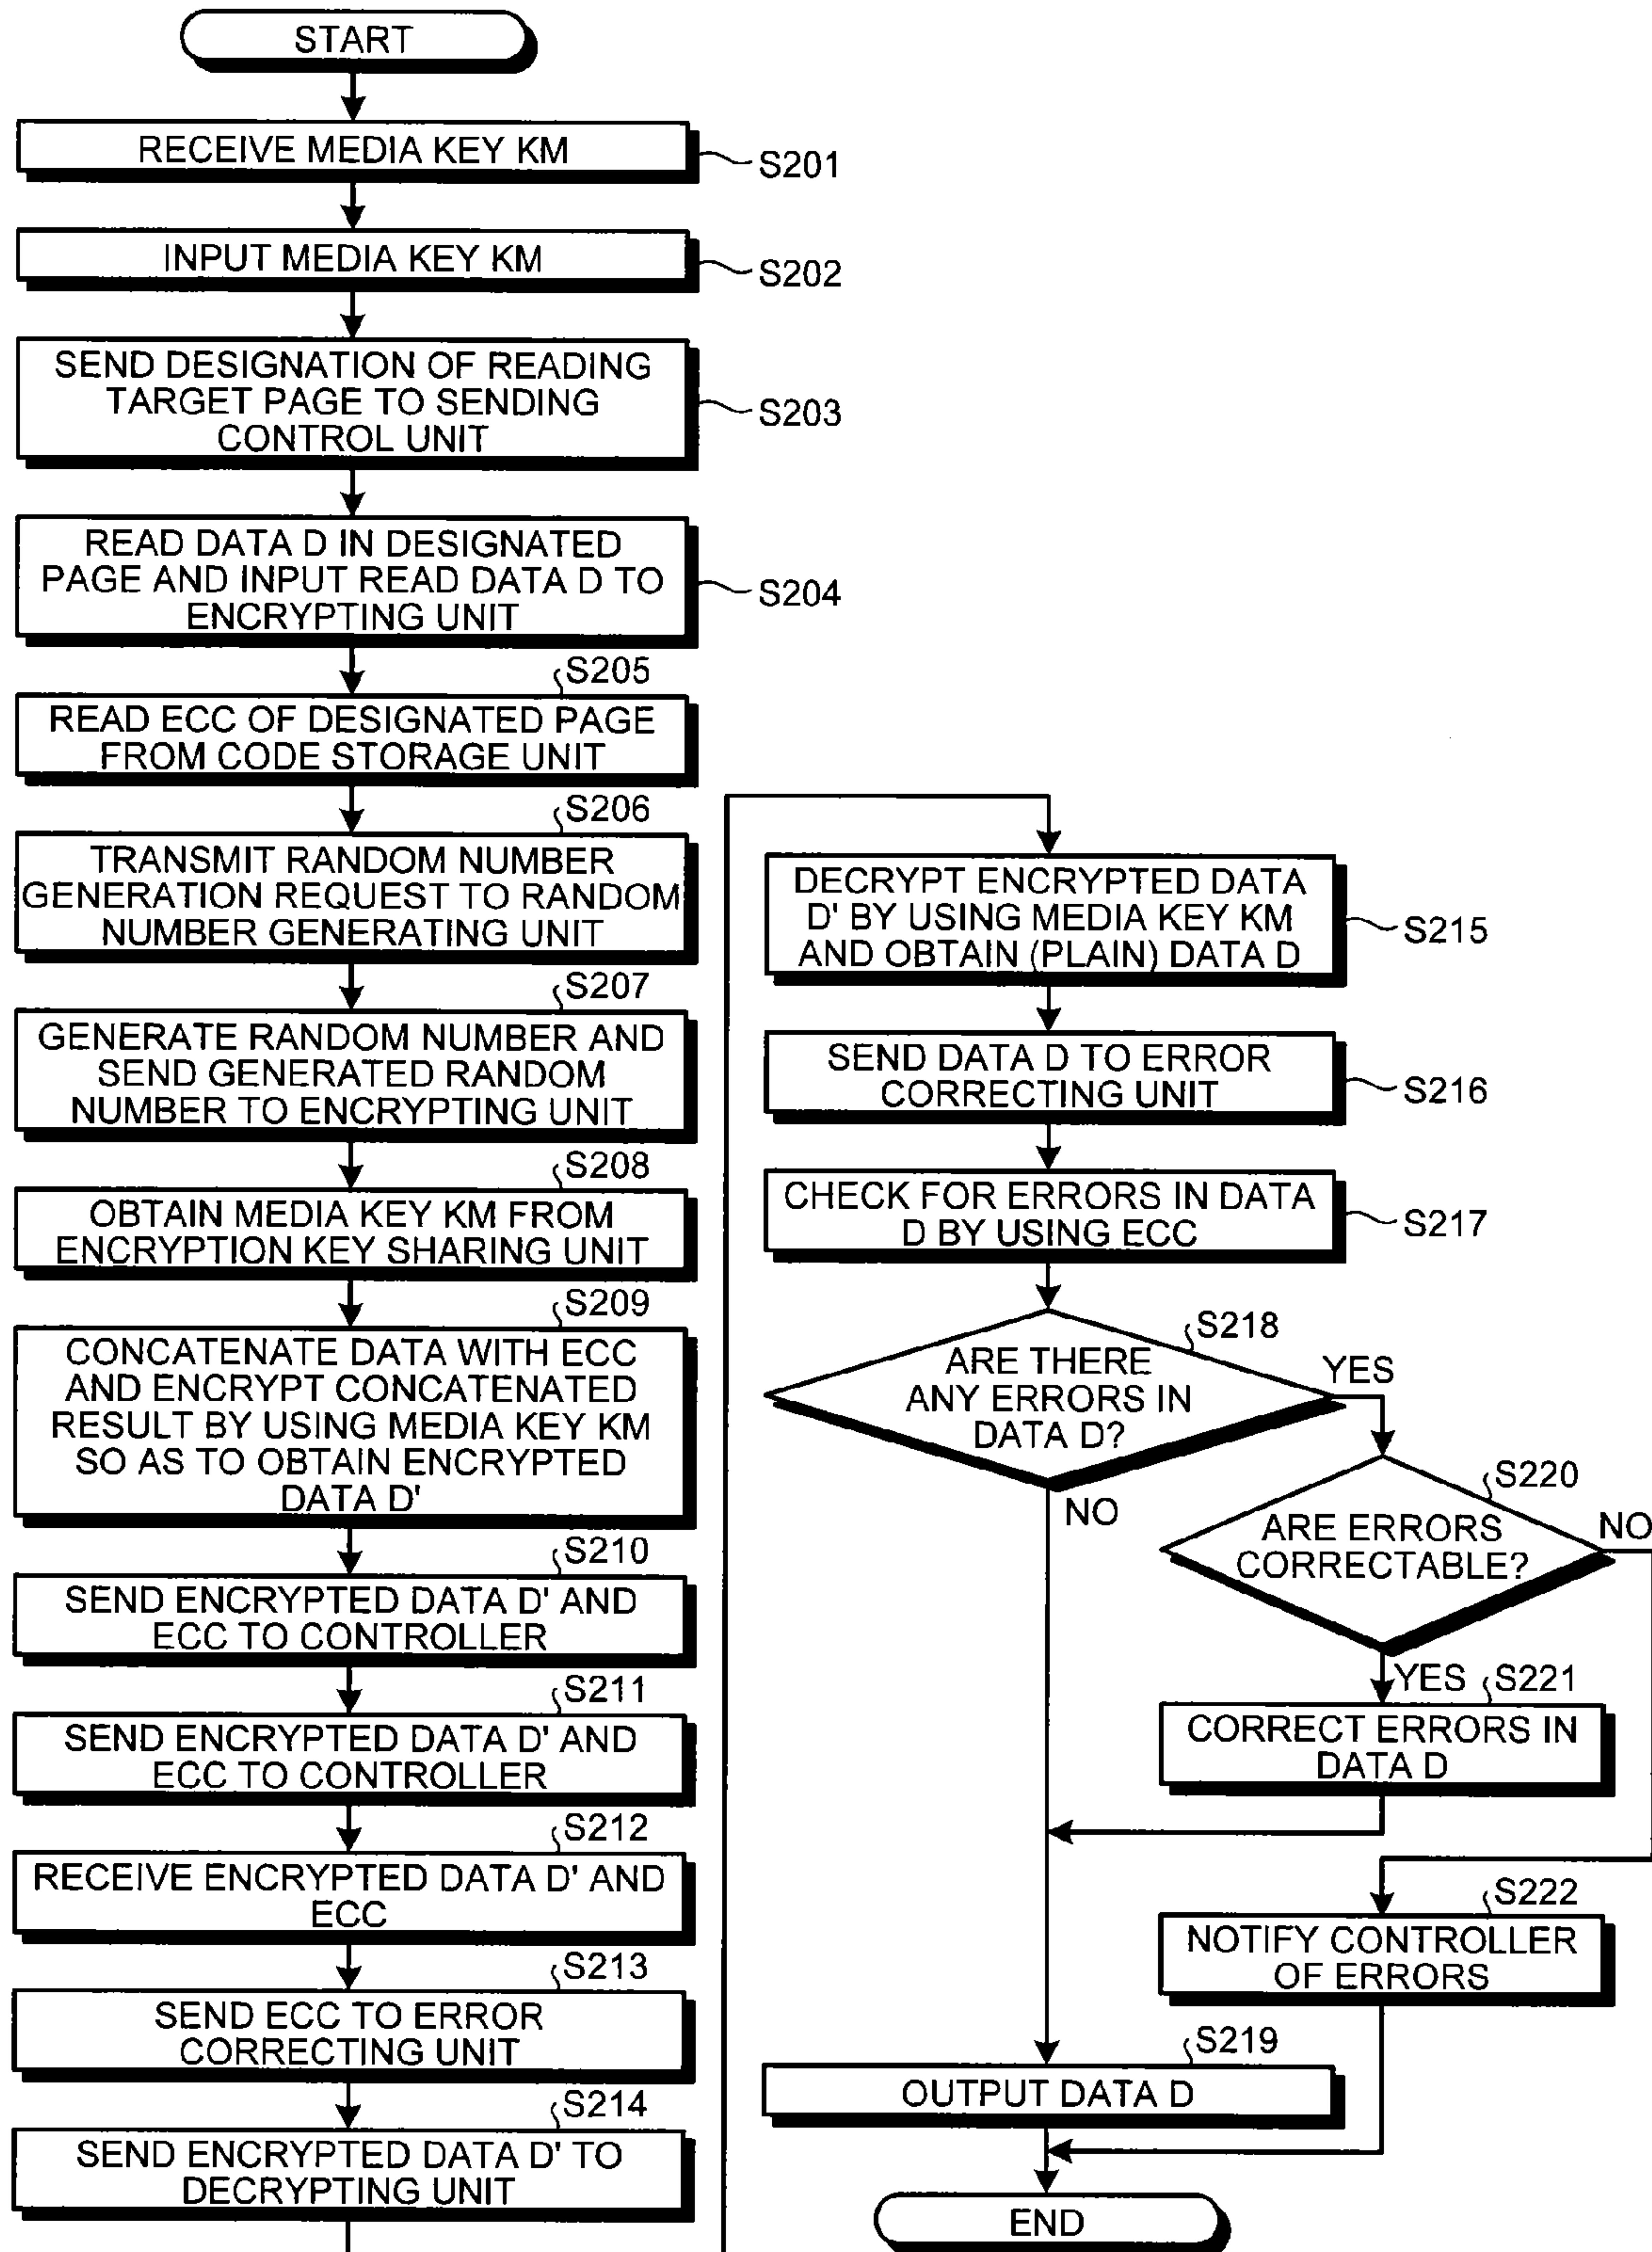 START
RECEIVE MEDIA KEY KM
S201
INPUT MEDIA KEY KM
S202
SEND DESIGNATION OF READING
TARGET PAGE TO SENDING
CONTROL UNIT
S203
READ DATA D IN DESIGNATED
PAGE AND INPUT READ DATA D TO
ENCRYPTING UNIT
S204
S205
READ ECC OF DESIGNATED PAGE
FROM CODE STORAGE UNIT
S206
TRANSMIT RANDOM NUMBER
GENERATION REQUEST TO RANDOM
NUMBER GENERATING UNIT
S207
GENERATE RANDOM NUMBER AND
SEND GENERATED RANDOM
NUMBER TO ENCRYPTING UNIT
S208
OBTAIN MEDIA KEY KM FROM
ENCRYPTION KEY SHARING UNIT
S209
CONCATENATE DATA WITH ECC
AND ENCRYPT CONCATENATED
RESULT BY USING MEDIA KEY KM
SO AS TO OBTAIN ENCRYPTED
DATA D'
S210
SEND ENCRYPTED DATA D' AND
ECC TO CONTROLLER
S211
SEND ENCRYPTED DATA D' AND
ECC TO CONTROLLER
S212
RECEIVE ENCRYPTED DATA D' AND
ECC
S213
SEND ECC TO ERROR
CORRECTING UNIT
S214
SEND ENCRYPTED DATA D' TO
DECRYPTING UNIT
DECRYPT ENCRYPTED DATA
D' BY USING MEDIA KEY KM
AND OBTAIN (PLAIN) DATA D
S215
SEND DATA D TO ERROR
CORRECTING UNIT
S216
CHECK FOR ERRORS IN DATA
D BY USING ECC
S217
S218
ARE THERE
ANY ERRORS IN
DATA D?
YES
NO
S220
ARE ERRORS
CORRECTABLE?
NO
YES
S221
CORRECT ERRORS IN
DATA D
S222
NOTIFY CONTROLLER
OF ERRORS
S219
OUTPUT DATA D
END